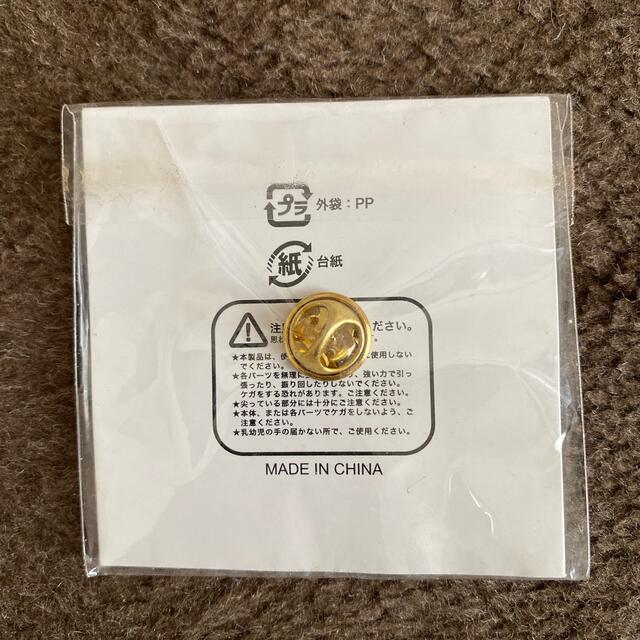 プラ 外袋：PP
紙 台紙
ください。
★本製品は、使 使用しない
でください。
★各パーツを無理に 、強い力で引っ
張ったり、振り回したりしないでください。
ケガをする恐れがあります。ご注意ください。
★尖っている部分には十分にご注意ください。
★本体、または各パーツでケガをしないよう、ご
注意ください。
★乳幼児の手の届かない所で、ご使用ください。
MADE IN CHINA